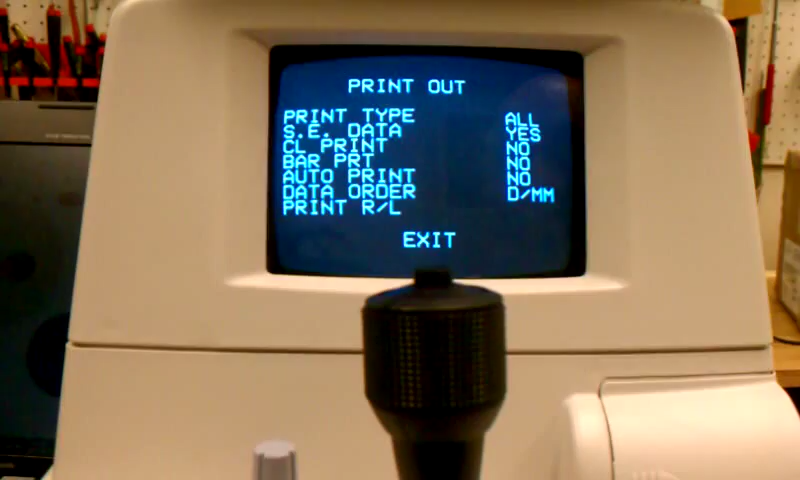 PRINT OUT
PRINT TYPE ALL
S.E. DATA YES
CL PRINT NO
BAR PRT NO
AUTO PRINT NO
DATA ORDER D/MM
PRINT R/L
EXIT